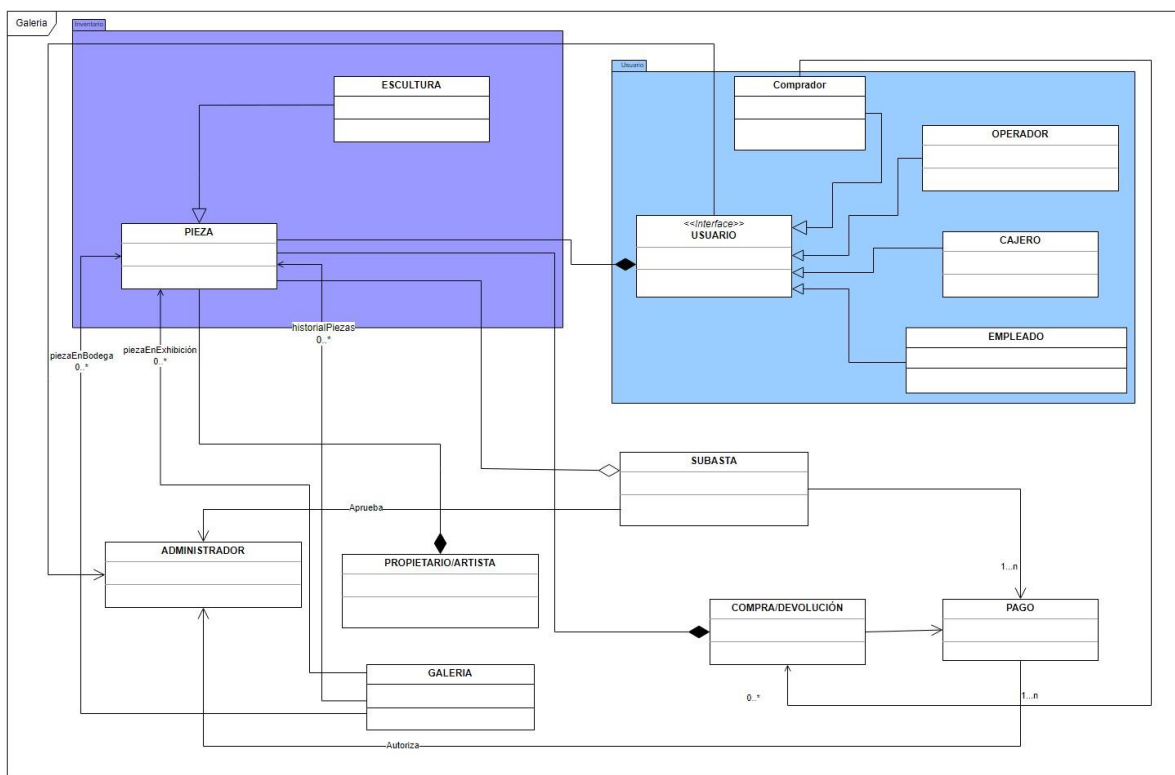 Galeria
Inventario
Usuario
ESCULTURA
Comprador
OPERADOR
PIEZA
<<Interface>>
USUARIO
CAJERO
historialPiezas
0..*
EMPLEADO
piezaEnBodega
0..*
piezaEnExhibición
0..*
SUBASTA
Aprueba
ADMINISTRADOR
PROPIETARIO/ARTISTA
1...n
COMPRA/DEVOLUCIÓN
PAGO
GALERIA
0..*
1...n
Autoriza